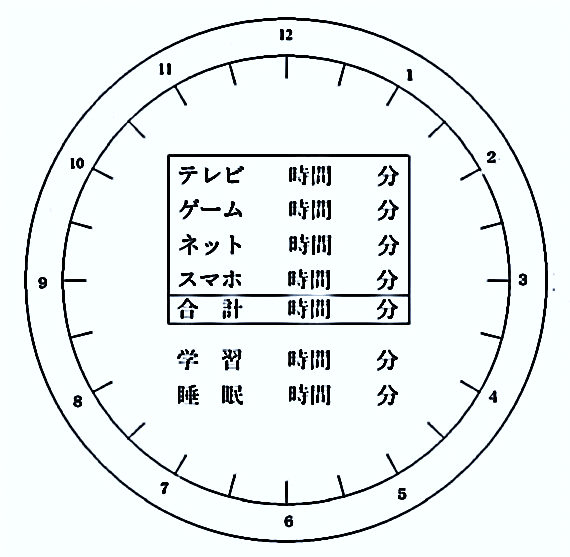 12
11
1
10
2
テレビ 時間 分
ゲーム 時間 分
ネット 時間 分
9
スマホ 時間 分
3
合 計 時間 分
学 習 時間 分
睡 眠 時間 分
8
4
7
5
6